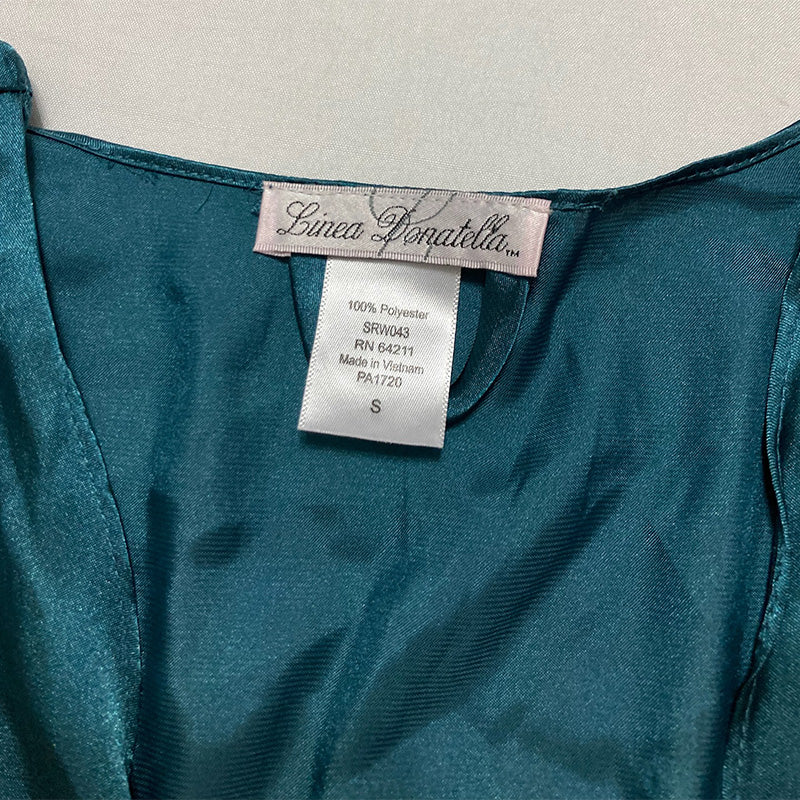 Linea Donatella™
100% Polyester
SRW043
RN 64211
Made in Vietnam
PA1720
S